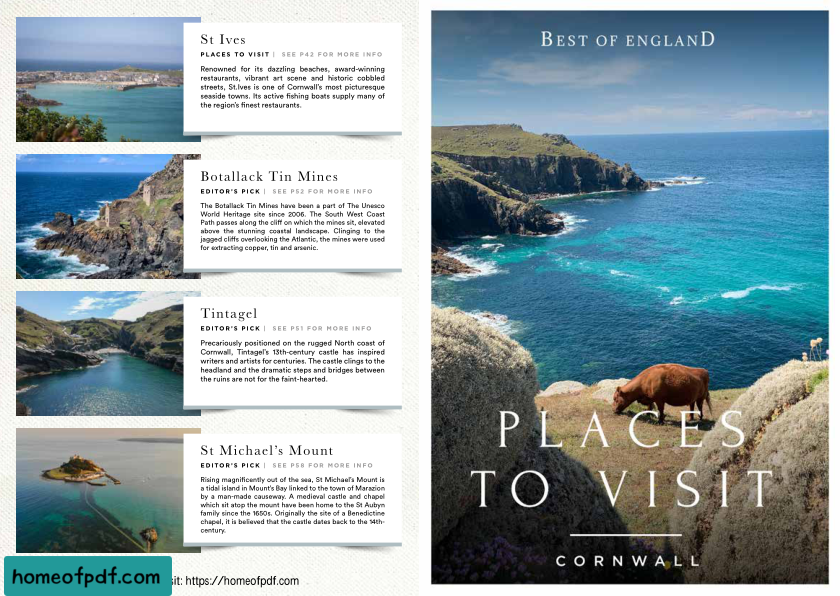 St Ives
PLACES TO VISIT | SEE P42 FOR MORE INFO
Renowned for its dazzling beaches, award-winning
restaurants, vibrant art scene and historic cobbled
streets, St.Ives is one of Cornwall's most picturesque
seaside towns. Its active fishing boats supply many of
the region's finest restaurants.
Botallack Tin Mines
EDITOR'S PICK | SEE P52 FOR MORE INFO
The Botallack Tin Mines have been a part of The Unesco
World Heritage site since 2006. The South West Coast
Path passes along the cliff on which the mines sit, elevated
above the stunning coastal landscape. Clinging to the
jagged cliffs overlooking the Atlantic, the mines were used
for extracting copper, tin and arsenic.
Tintagel
EDITOR'S PICK | SEE P51 FOR MORE INFO
Precariously positioned on the rugged North coast of
Cornwall, Tintagel's 13th-century castle has inspired
writers and artists for centuries. The castle clings to the
headland and the dramatic steps and bridges between
the ruins are not for the faint-hearted.
St Michael's Mount
EDITOR'S PICK | SEE P58 FOR MORE INFO
Rising magnificently out of the sea, St Michael's Mount is
a tidal island in Mount's Bay linked to the town of Marazion
by a man-made causeway. A medieval castle and chapel
which sit atop the mount have been home to the St Aubyn
family since the 1650s. Originally the site of a Benedictine
chapel, it is believed that the castle dates back to the 14th-
century.
homeofpdf.com
sit: https://homeofpdf.com
BEST OF ENGLAND
PLACES
TO VISIT
CORNWALL